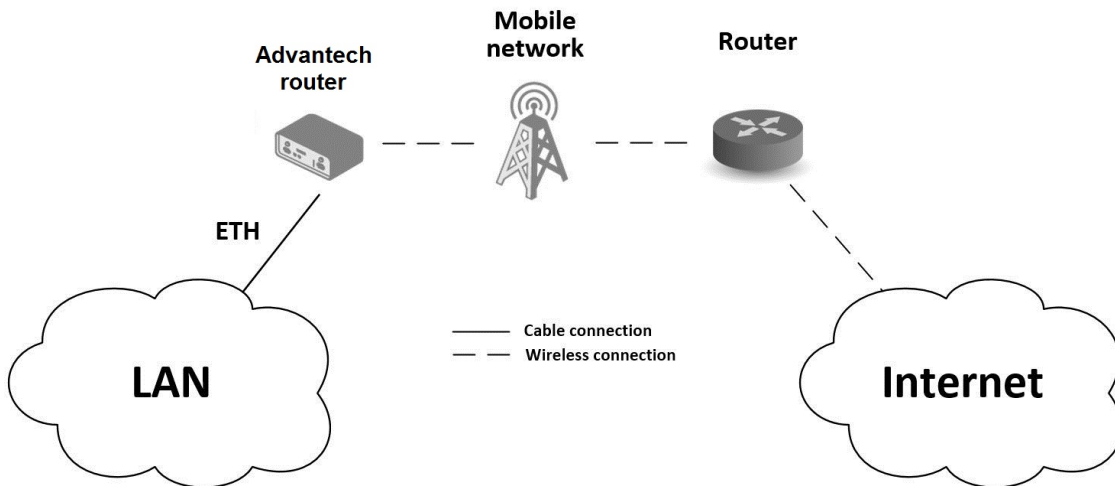 Mobile
network
Router
Advantech
router
ETH
Cable connection
Wireless connection
LAN
Internet